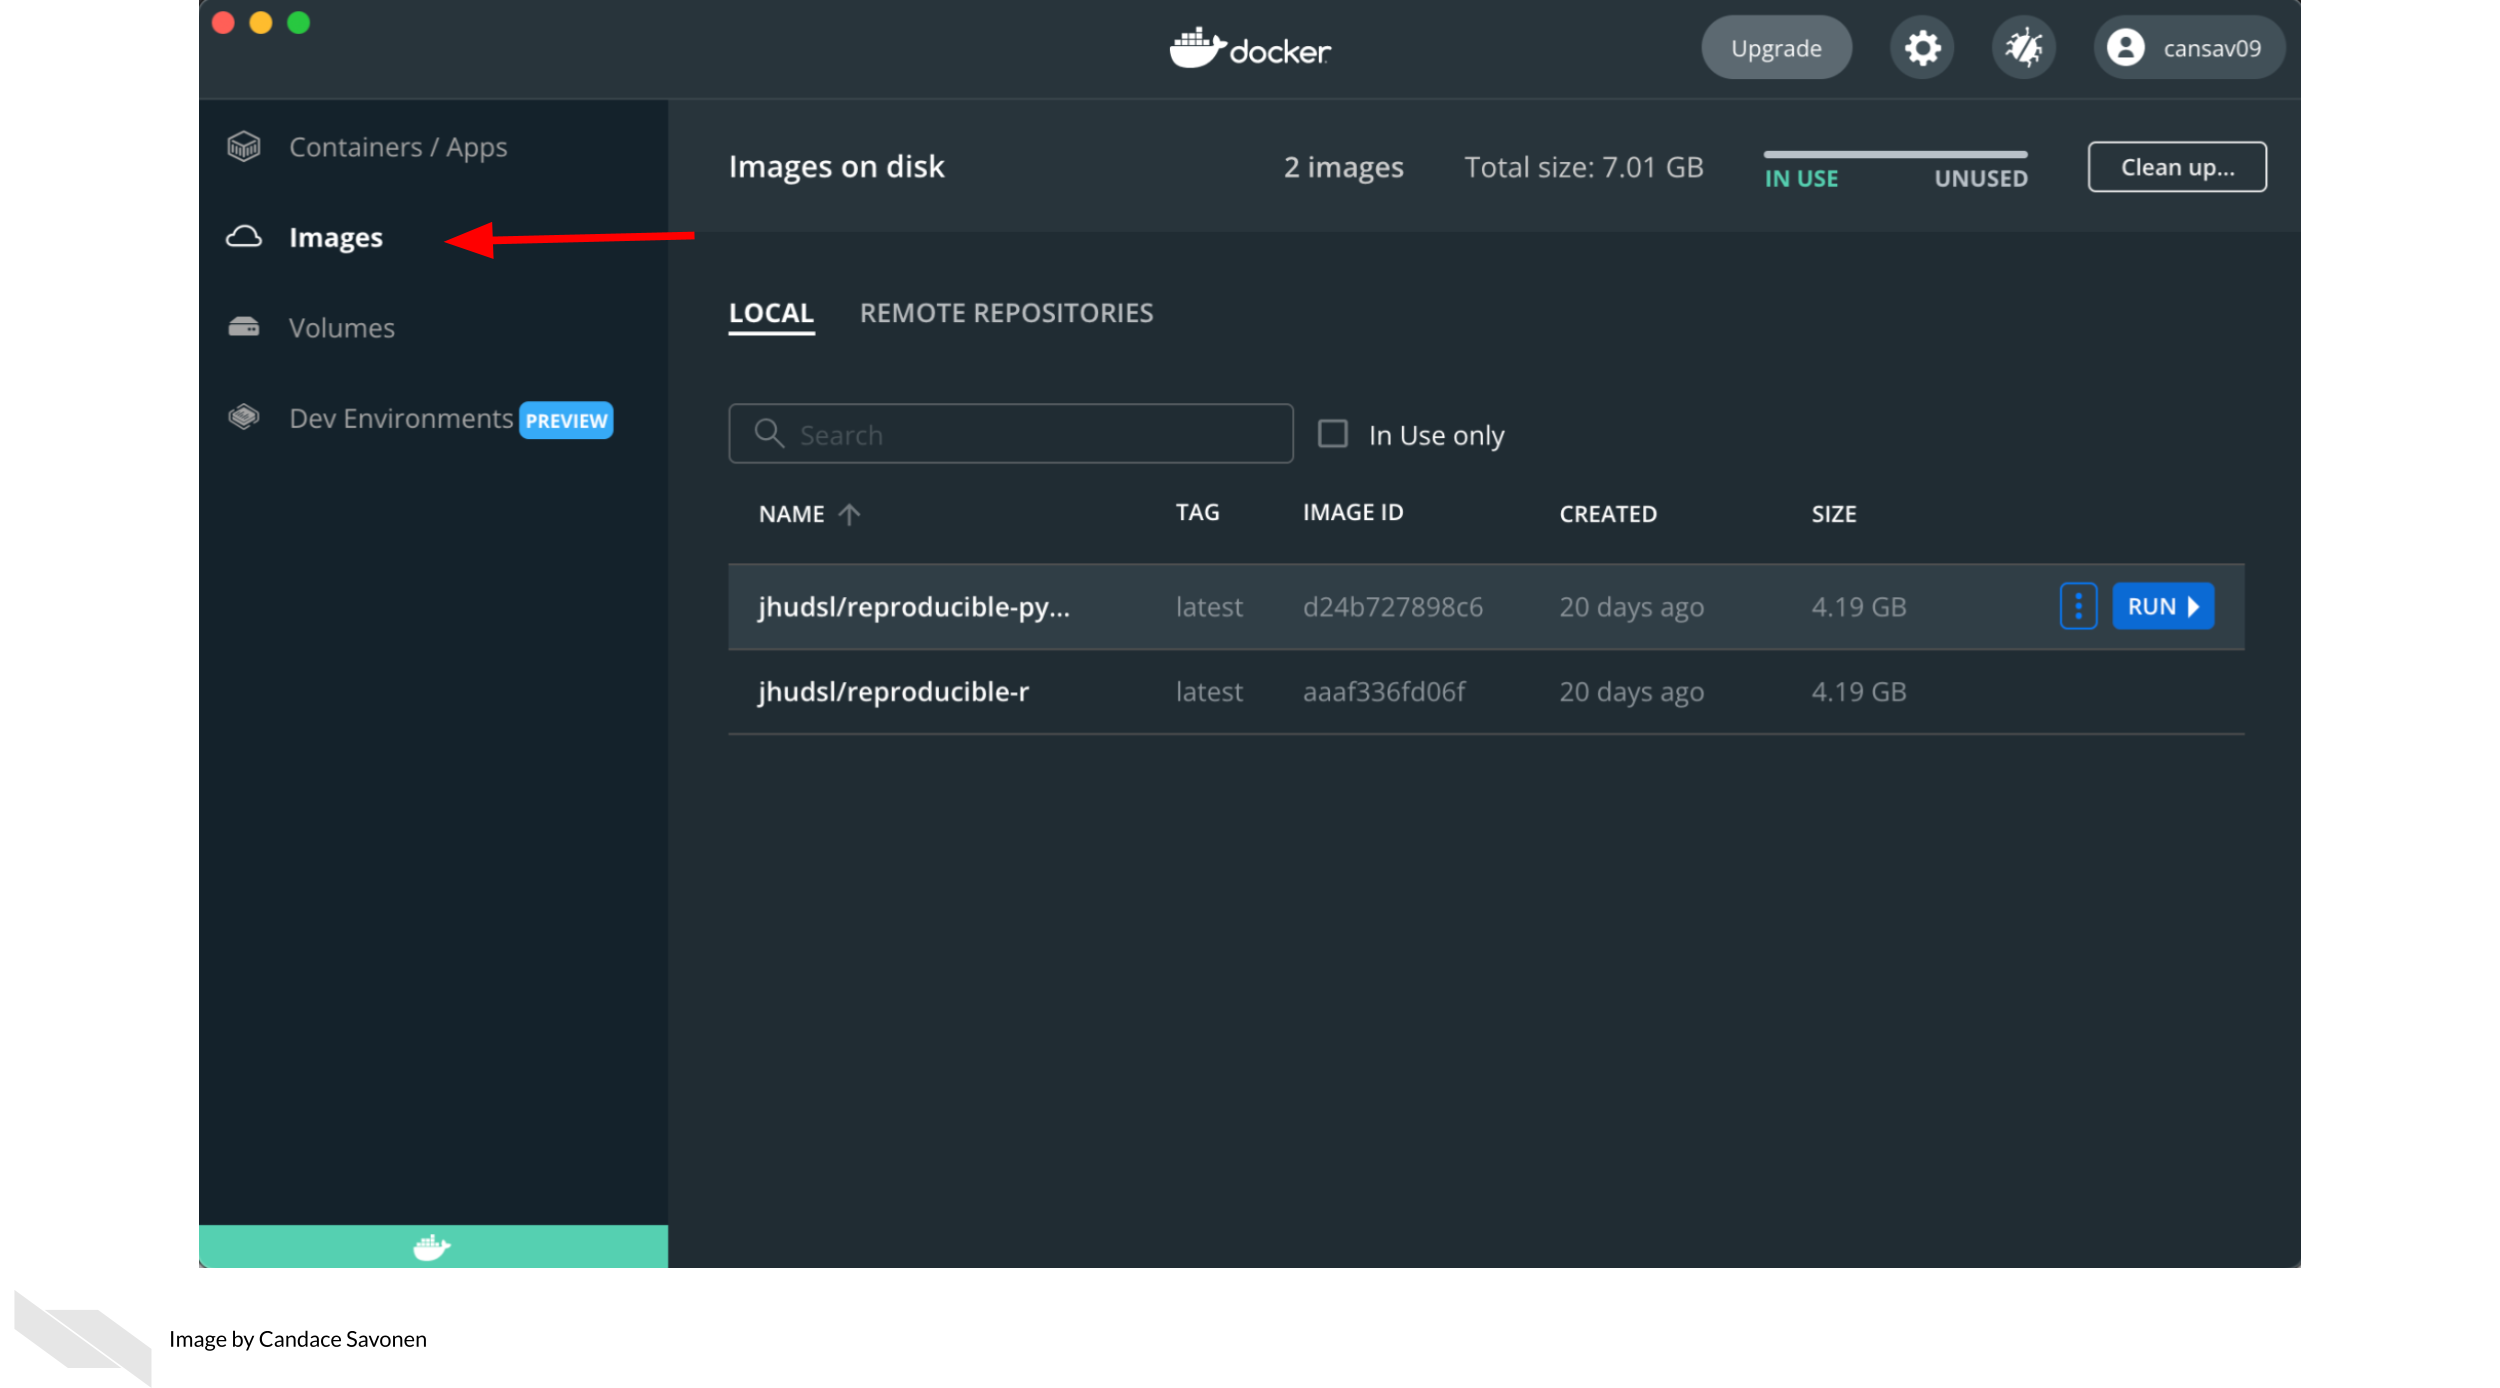 docker
Upgrade
cansav09
Containers / Apps
Images
Volumes
Dev Environments PREVIEW
Images on disk
2 images
Total size: 7.01 GB
IN USE
UNUSED
Clean up...
LOCAL
REMOTE REPOSITORIES
Search
In Use only
NAME TAG IMAGE ID CREATED SIZE
jhudsl/reproducible-py... latest d24b727898c6 20 days ago 4.19 GB RUN
jhudsl/reproducible-r latest aaaf336fd06f 20 days ago 4.19 GB
Image by Candace Savonen